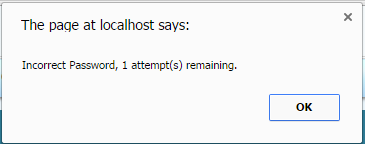 The page at localhost says:
Incorrect Password, 1 attempt(s) remaining.
OK